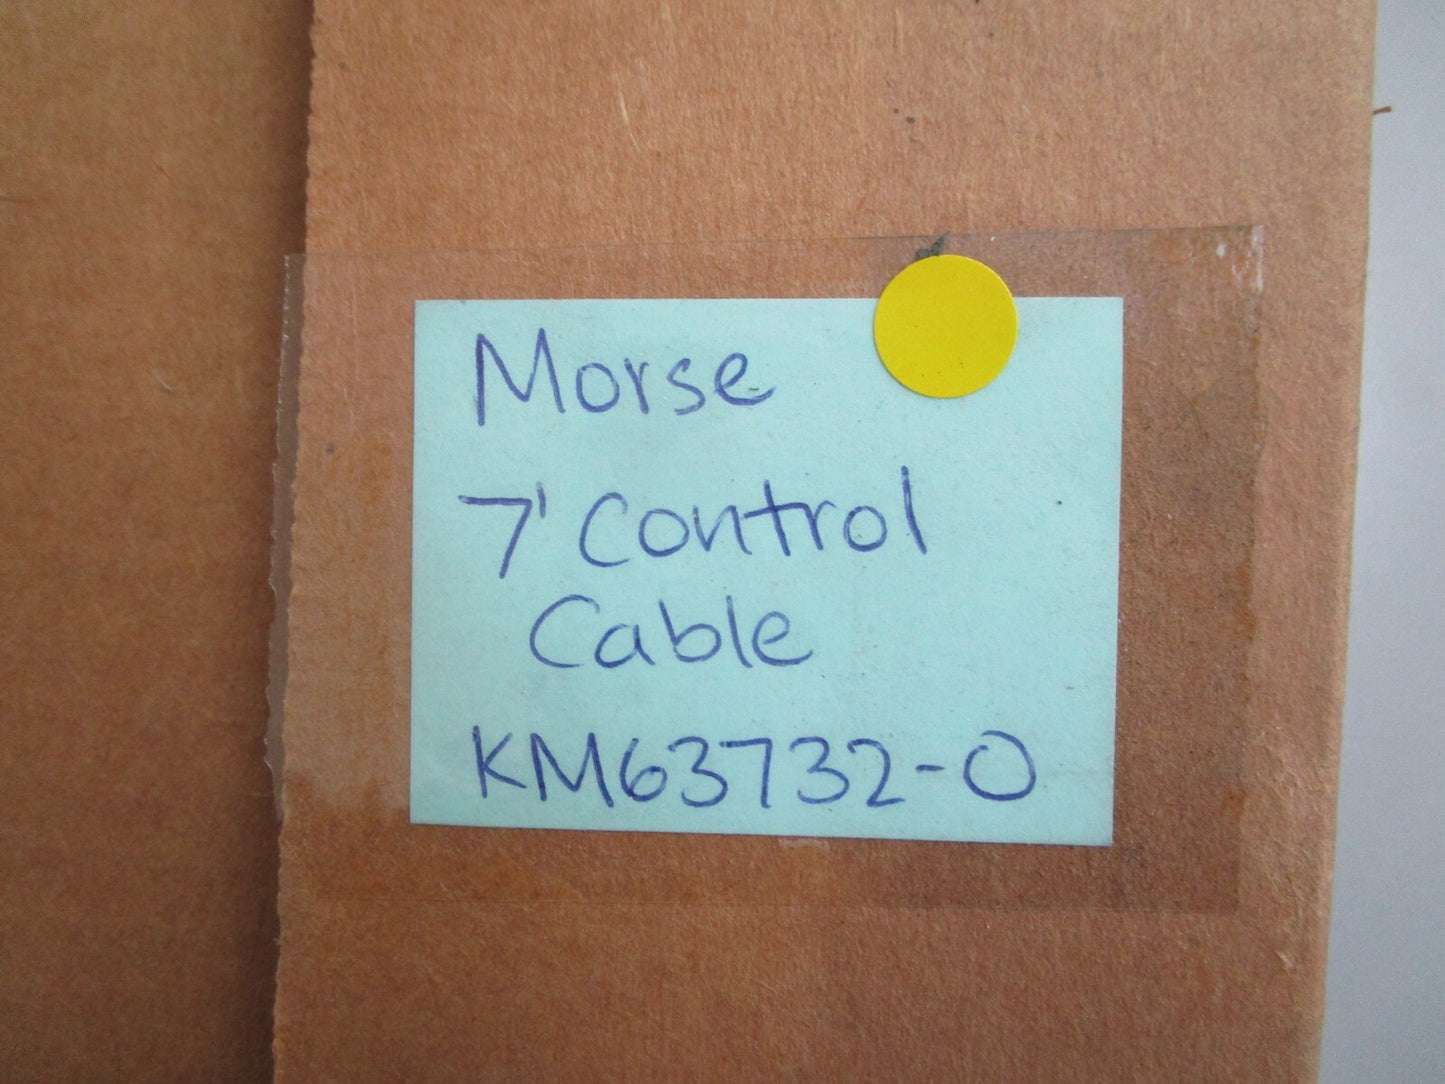 Morse
7' Control
Cable
KM63732-0